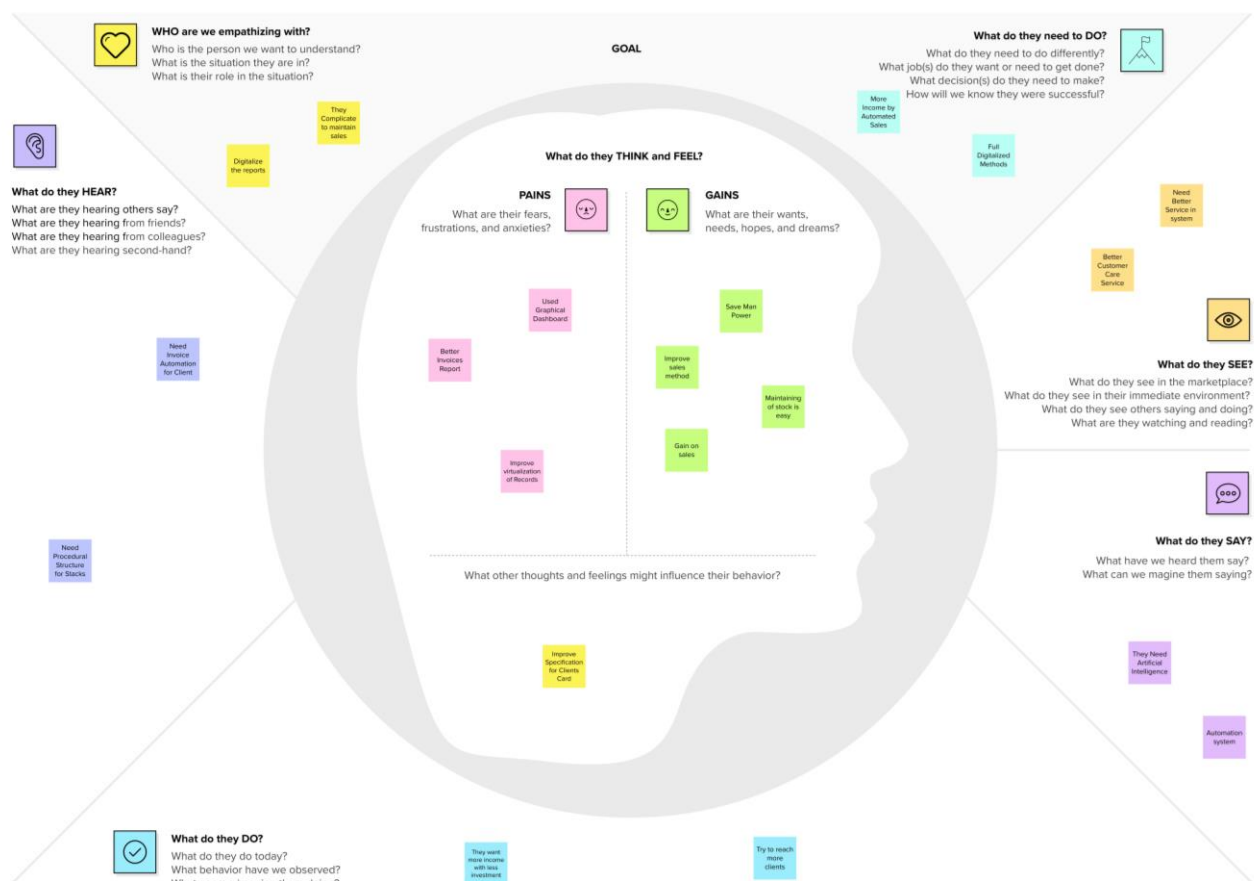 WHO are we empathizing with?
Who is the person we want to understand?
What is the situation they are in?
What is their role in the situation?
They
Complicate
to maintain
sales
Digitalize
the reports
GOAL
What do they need to DO?
What do they need to do differently?
What job(s) do they want or need to get done?
What decision(s) do they need to make?
How will we know they were successful?
More
Income by
Automated
Sales
Full
Digitalized
Methods
What do they HEAR?
What are they hearing others say?
What are they hearing from friends?
What are they hearing from colleagues?
What are they hearing second-hand?
Need
Invoice
Automation
for Client
Need
Procedural
Structure
for Stacks
What do they THINK and FEEL?
PAINS
What are their fears,
frustrations, and anxieties?
Used
Graphical
Dashboard
Better
Invoices
Report
Improve
virtualization
of Records
GAINS
What are their wants,
needs, hopes, and dreams?
Save Man
Power
Improve
sales
method
Maintaining
of stock is
easy
Gain on
sales
What other thoughts and feelings might influence their behavior?
Improve
Specification
for Clients
Card
Need
Better
Service in
system
Better
Customer
Care
Service
What do they SEE?
What do they see in the marketplace?
What do they see in their immediate environment?
What do they see others saying and doing?
What are they watching and reading?
What do they SAY?
What have we heard them say?
What can we magine them saying?
They Need
Artificial
Intelligence
Automation
system
What do they DO?
What do they do today?
What behavior have we observed?
They want
more income
with less
investment
Try to reach
more
clients